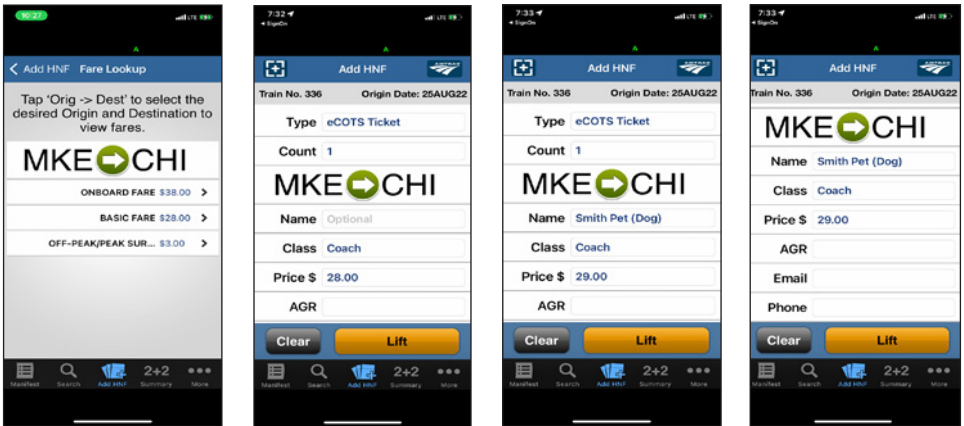 10:27
LTE
A
Add HNF Fare Lookup
Tap 'Orig -> Dest' to select the
desired Origin and Destination to
view fares.
MKE CHI
ONBOARD FARE $38.00
BASIC FARE $28.00
OFF-PEAK/PEAK SUR... $3.00
Manifest Search Add HNF 2+2 Summary More
7:32
SignOn
LTE
A
Add HNF
AMTRAK
Train No. 336 Origin Date: 25AUG22
Type eCOTS Ticket
Count 1
MKE CHI
Name Optional
Class Coach
Price $ 28.00
AGR
Clear Lift
Manifest Search Add HNF 2+2 Summary More
7:33
SignOn
LTE
A
Add HNF
AMTRAK
Train No. 336 Origin Date: 25AUG22
Type eCOTS Ticket
Count 1
MKE CHI
Name Smith Pet (Dog)
Class Coach
Price $ 29.00
AGR
Clear Lift
Manifest Search Add HNF 2+2 Summary More
7:33
SignOn
LTE
A
Add HNF
AMTRAK
Train No. 336 Origin Date: 25AUG22
MKE CHI
Name Smith Pet (Dog)
Class Coach
Price $ 29.00
AGR
Email
Phone
Clear Lift
Manifest Search Add HNF 2+2 Summary More